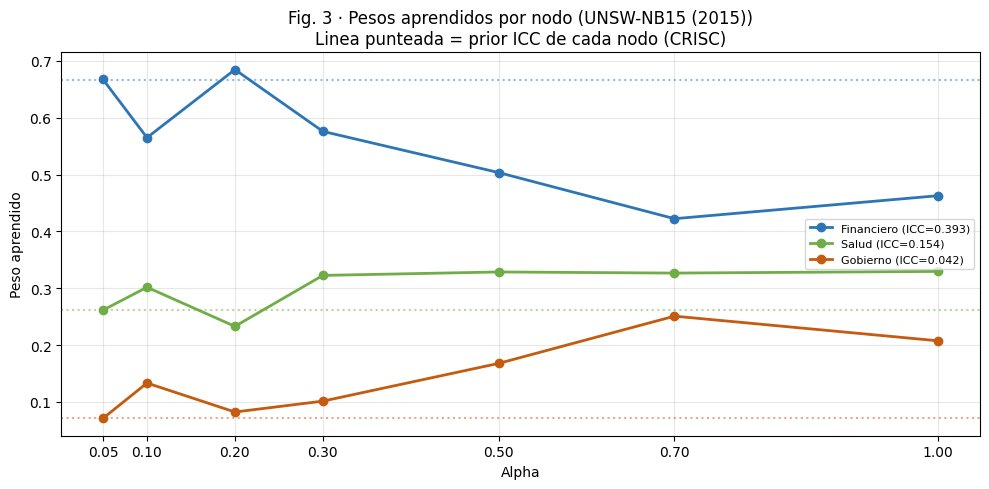 Fig. 3 · Pesos aprendidos por nodo (UNSW-NB15 (2015))
Linea punteada = prior ICC de cada nodo (CRISC)
Peso aprendido
0.7
0.6
0.5
0.4
0.3
0.2
0.1
Financiero (ICC=0.393)
Salud (ICC=0.154)
Gobierno (ICC=0.042)
0.05 0.10 0.20 0.30 0.50 0.70 1.00
Alpha